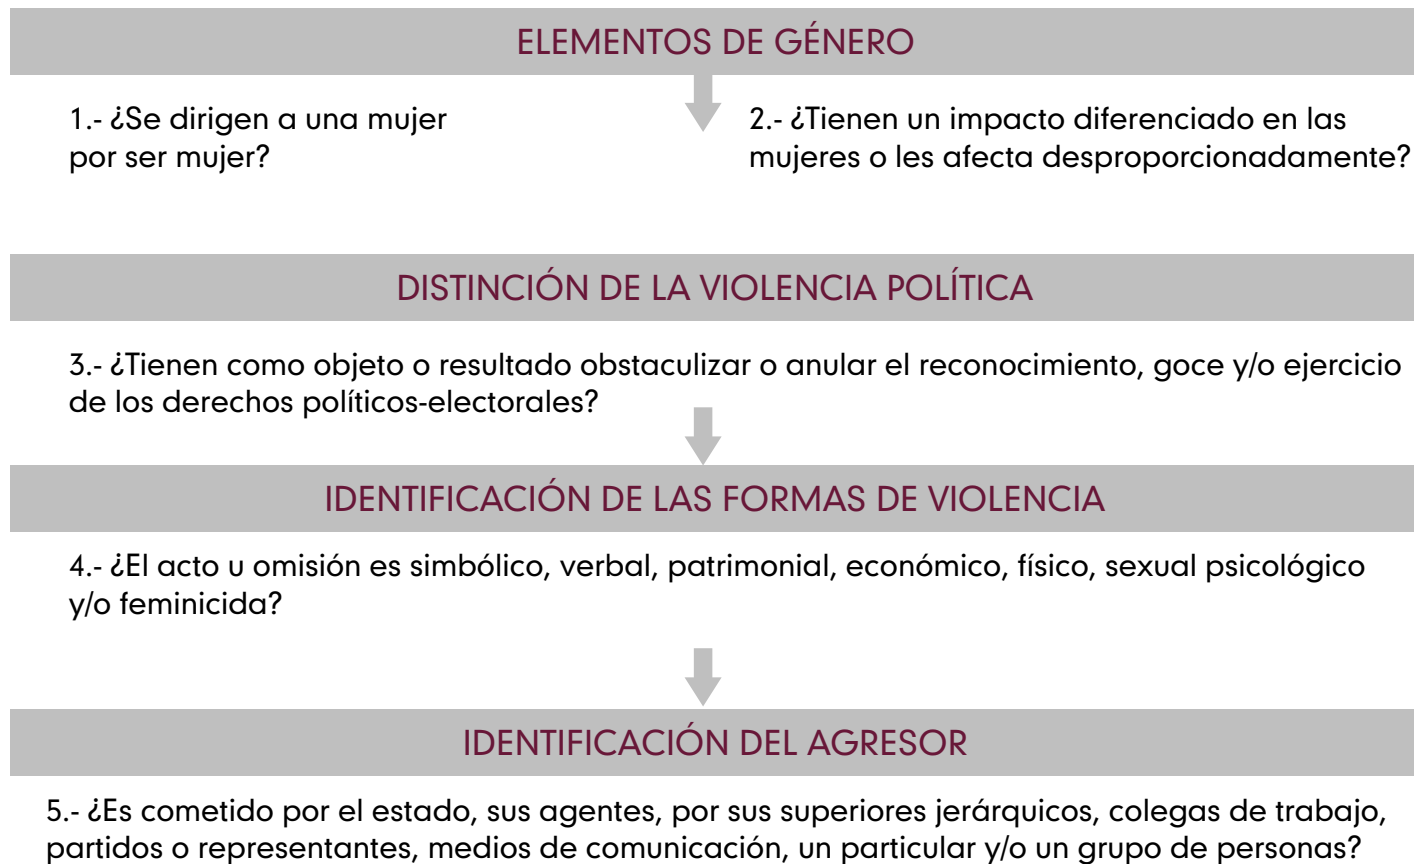 ELEMENTOS DE GÉNERO
1.- ¿Se dirigen a una mujer
por ser mujer?
2.- ¿Tienen un impacto diferenciado en las
mujeres o les afecta desproporcionadamente?
DISTINCIÓN DE LA VIOLENCIA POLÍTICA
3.- ¿Tienen como objeto o resultado obstaculizar o anular el reconocimiento, goce y/o ejercicio
de los derechos políticos-electorales?
IDENTIFICACIÓN DE LAS FORMAS DE VIOLENCIA
4.- ¿El acto u omisión es simbólico, verbal, patrimonial, económico, físico, sexual psicológico
y/o feminicida?
IDENTIFICACIÓN DEL AGRESOR
5.- ¿Es cometido por el estado, sus agentes, por sus superiores jerárquicos, colegas de trabajo,
partidos o representantes, medios de comunicación, un particular y/o un grupo de personas?